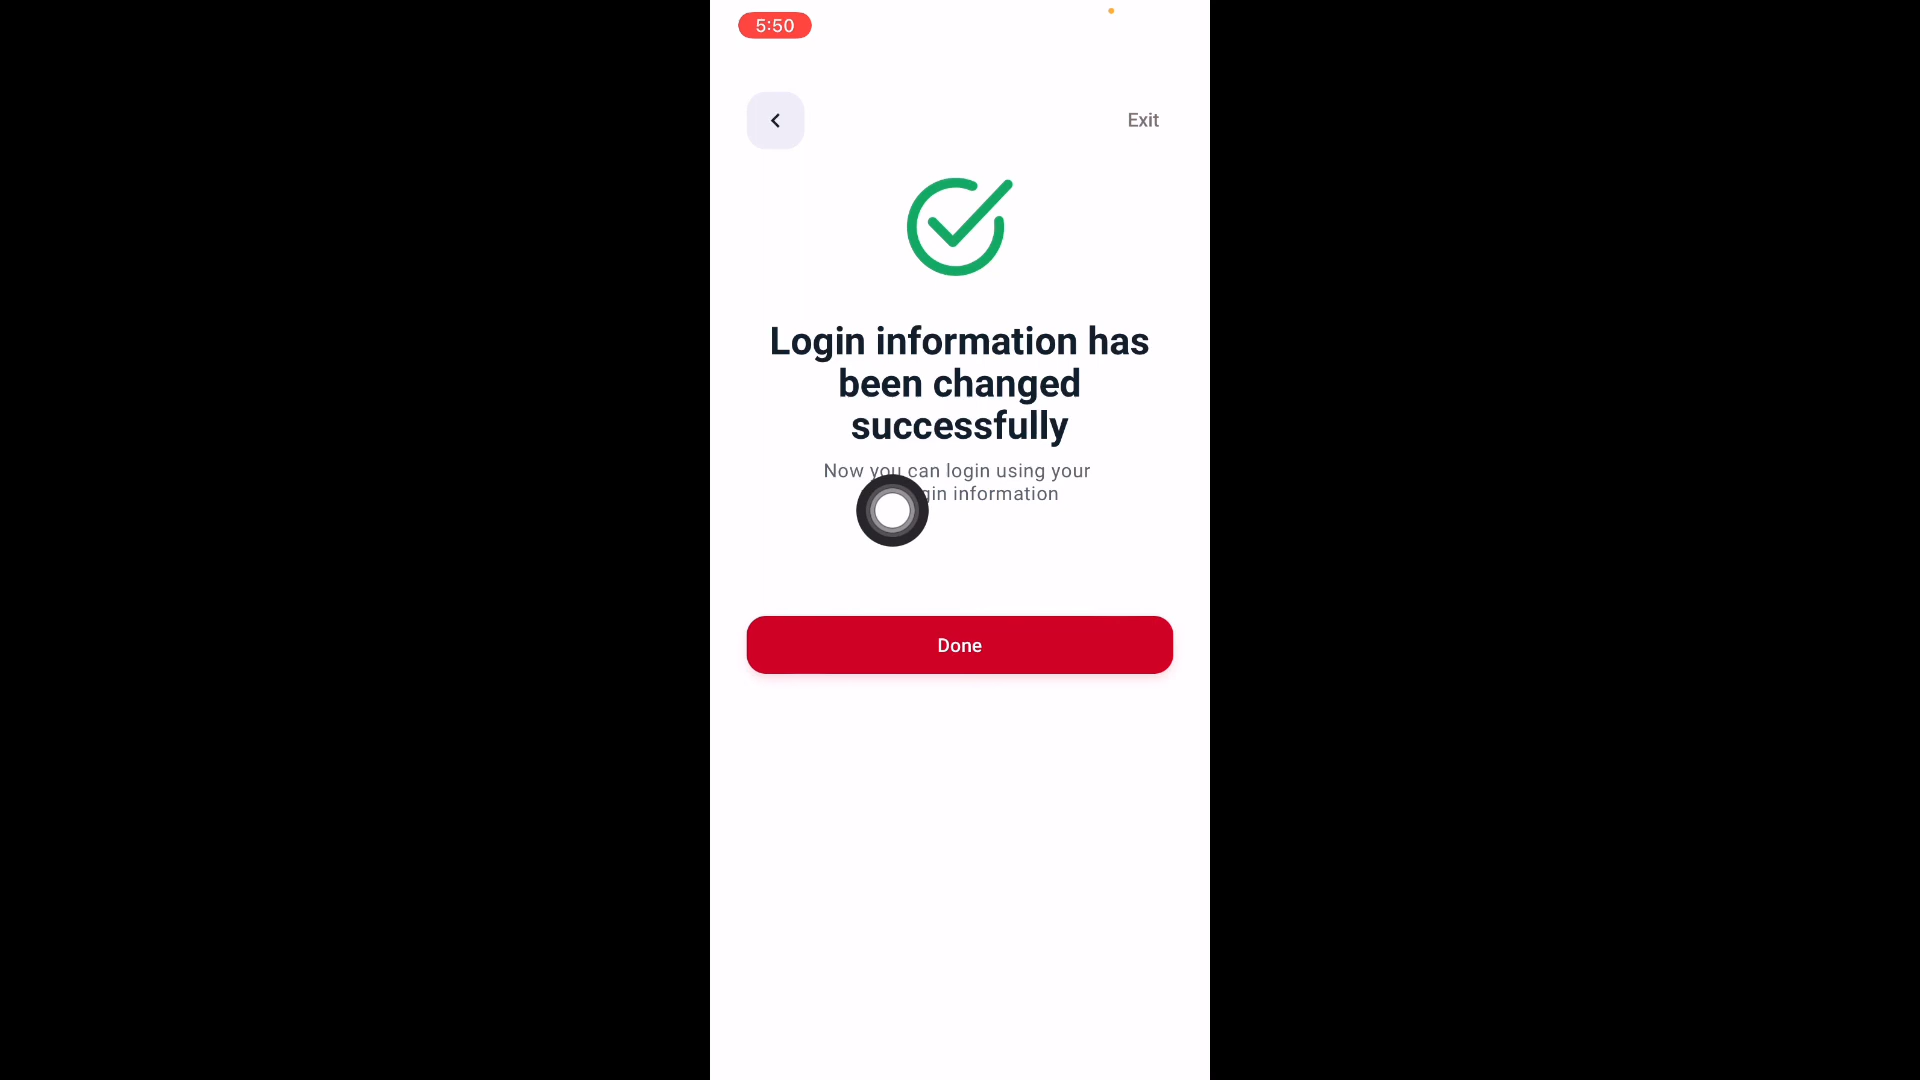 5:50
Exit
Login information has
been changed
successfully
Now you can login using your
information
Done